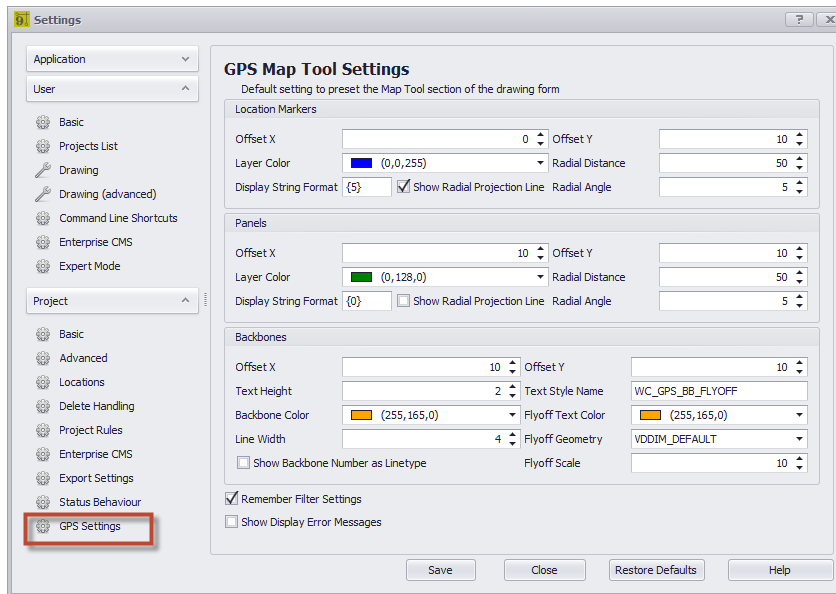 9 Settings ? X
Application
User
Basic
Projects List
Drawing
Drawing (advanced)
Command Line Shortcuts
Enterprise CMS
Expert Mode
Project
Basic
Advanced
Locations
Delete Handling
Project Rules
Enterprise CMS
Export Settings
Status Behaviour
GPS Settings
GPS Map Tool Settings
Default setting to preset the Map Tool section of the drawing form
Location Markers
Offset X 0 Offset Y 10
Layer Color (0,0,255) Radial Distance 50
Display String Format {5} Show Radial Projection Line Radial Angle 5
Panels
Offset X 10 Offset Y 10
Layer Color (0,128,0) Radial Distance 50
Display String Format {0} Show Radial Projection Line Radial Angle 5
Backbones
Offset X 10 Offset Y 10
Text Height 2 Text Style Name WC_GPS_BB_FLYOFF
Backbone Color (255,165,0) Flyoff Text Color (255,165,0)
Line Width 4 Flyoff Geometry VDDIM_DEFAULT
Show Backbone Number as Linetype Flyoff Scale 10
Remember Filter Settings
Show Display Error Messages
Save Close Restore Defaults Help